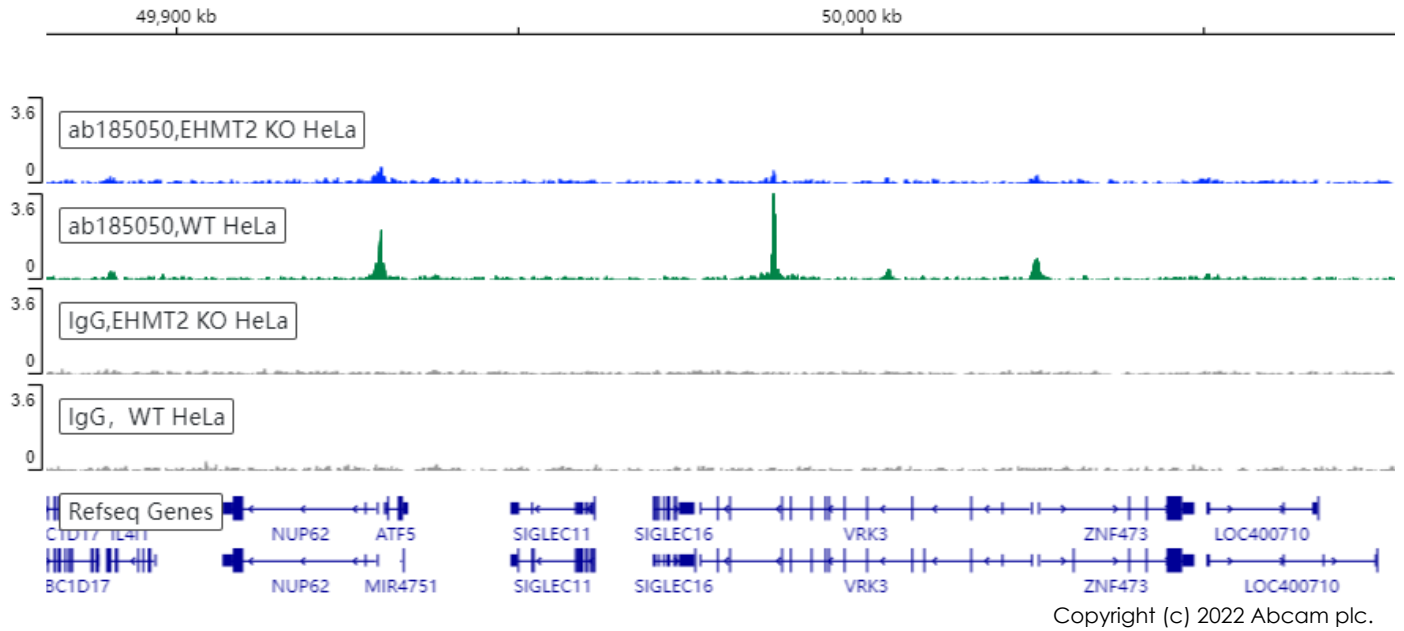 49,900 kb 50,000 kb
3.6
ab185050,EHMT2 KO HeLa
0
3.6
ab185050,WT HeLa
0
3.6
IgG,EHMT2 KO HeLa
0
3.6
IgG, WT HeLa
0
Refseq Genes
NUP62 ATF5 SIGLEC11 SIGLEC16 VRK3 ZNF473 LOC400710
BC1D17 NUP62 MIR4751 SIGLEC11 SIGLEC16 VRK3 ZNF473 LOC400710
Copyright (c) 2022 Abcam plc.